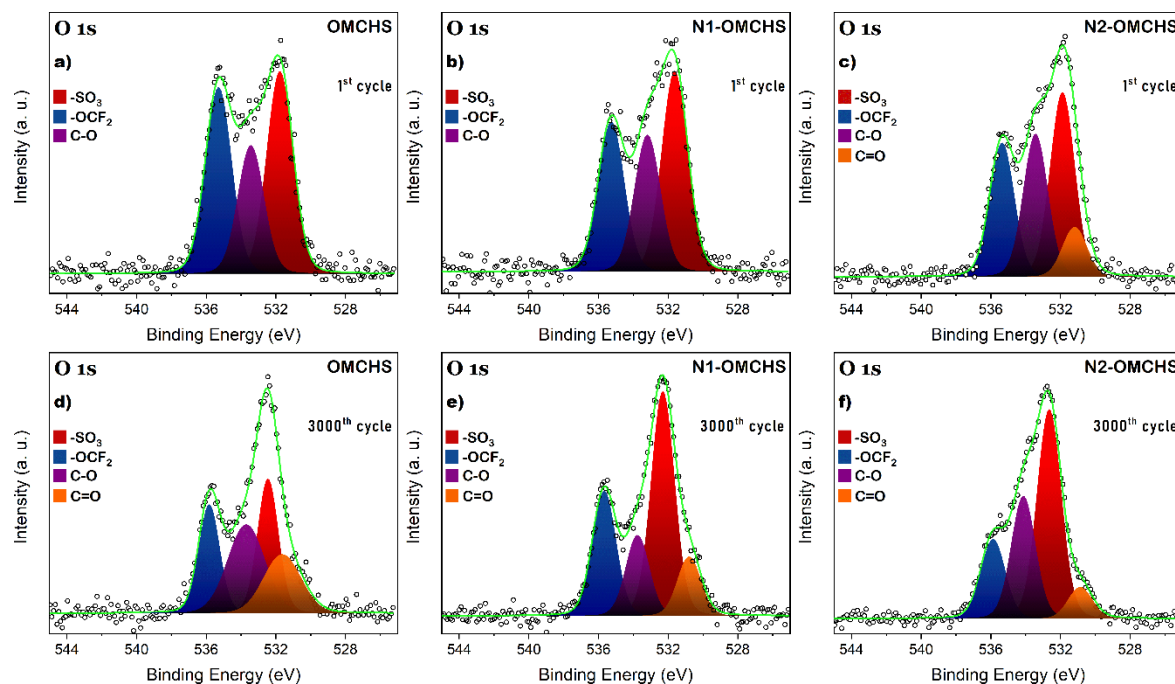 O 1s
OMCHS
a)
1st cycle
-SO3
-OCF2
C-O
Intensity (a. u.)
544 540 536 532 528
Binding Energy (eV)
O 1s
N1-OMCHS
b)
1st cycle
-SO3
-OCF2
C-O
Intensity (a. u.)
544 540 536 532 528
Binding Energy (eV)
O 1s
N2-OMCHS
c)
1st cycle
-SO3
-OCF2
C-O
C=O
Intensity (a. u.)
544 540 536 532 528
Binding Energy (eV)
O 1s
OMCHS
d)
3000th cycle
-SO3
-OCF2
C-O
C=O
Intensity (a. u.)
544 540 536 532 528
Binding Energy (eV)
O 1s
N1-OMCHS
e)
3000th cycle
-SO3
-OCF2
C-O
C=O
Intensity (a. u.)
544 540 536 532 528
Binding Energy (eV)
O 1s
N2-OMCHS
f)
3000th cycle
-SO3
-OCF2
C-O
C=O
Intensity (a. u.)
544 540 536 532 528
Binding Energy (eV)